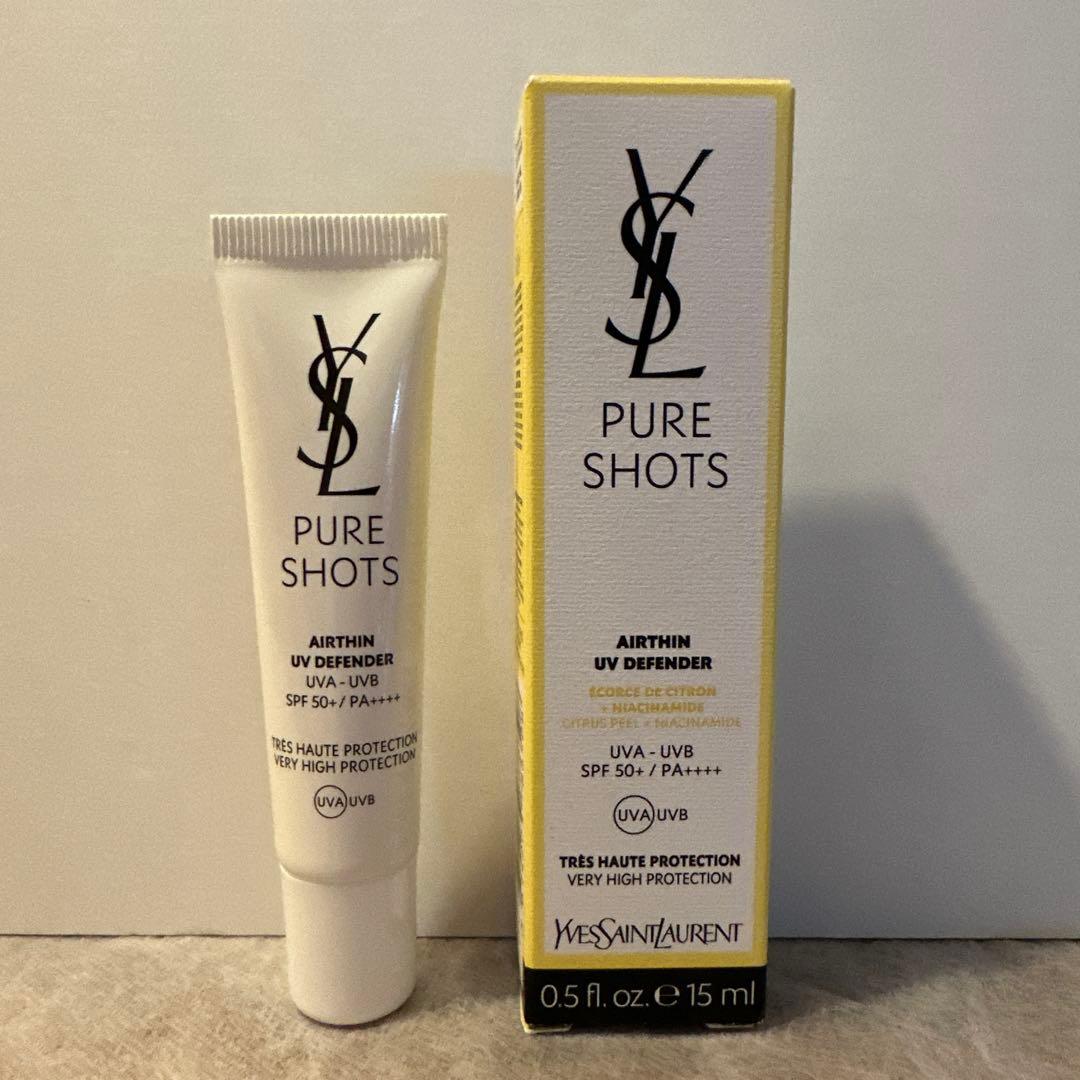 YSL
PURE
SHOTS
AIRTHIN
UV DEFENDER
UVA - UVB
SPF 50+ / PA++++
TRÈS HAUTE PROTECTION
VERY HIGH PROTECTION
UVA UVB
YSL
PURE
SHOTS
AIRTHIN
UV DEFENDER
ÉCORCE DE CITRON
+ NIACINAMIDE
CITRUS PEEL + NIACINAMIDE
UVA - UVB
SPF 50+ / PA++++
UVA UVB
TRÈS HAUTE PROTECTION
VERY HIGH PROTECTION
YVESSAINTLAURENT
0.5 fl. oz. ℮ 15 ml